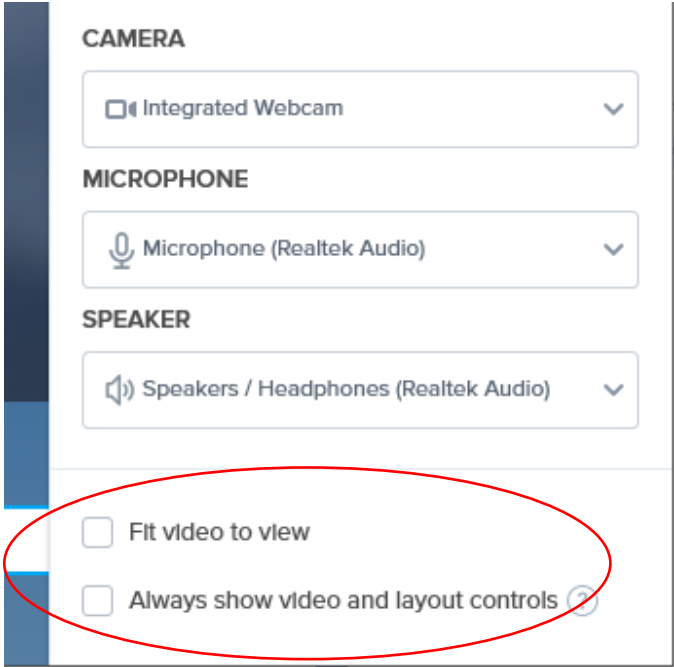 CAMERA
Integrated Webcam
MICROPHONE
Microphone (Realtek Audio)
SPEAKER
Speakers / Headphones (Realtek Audio)
Fit video to view
Always show video and layout controls ?